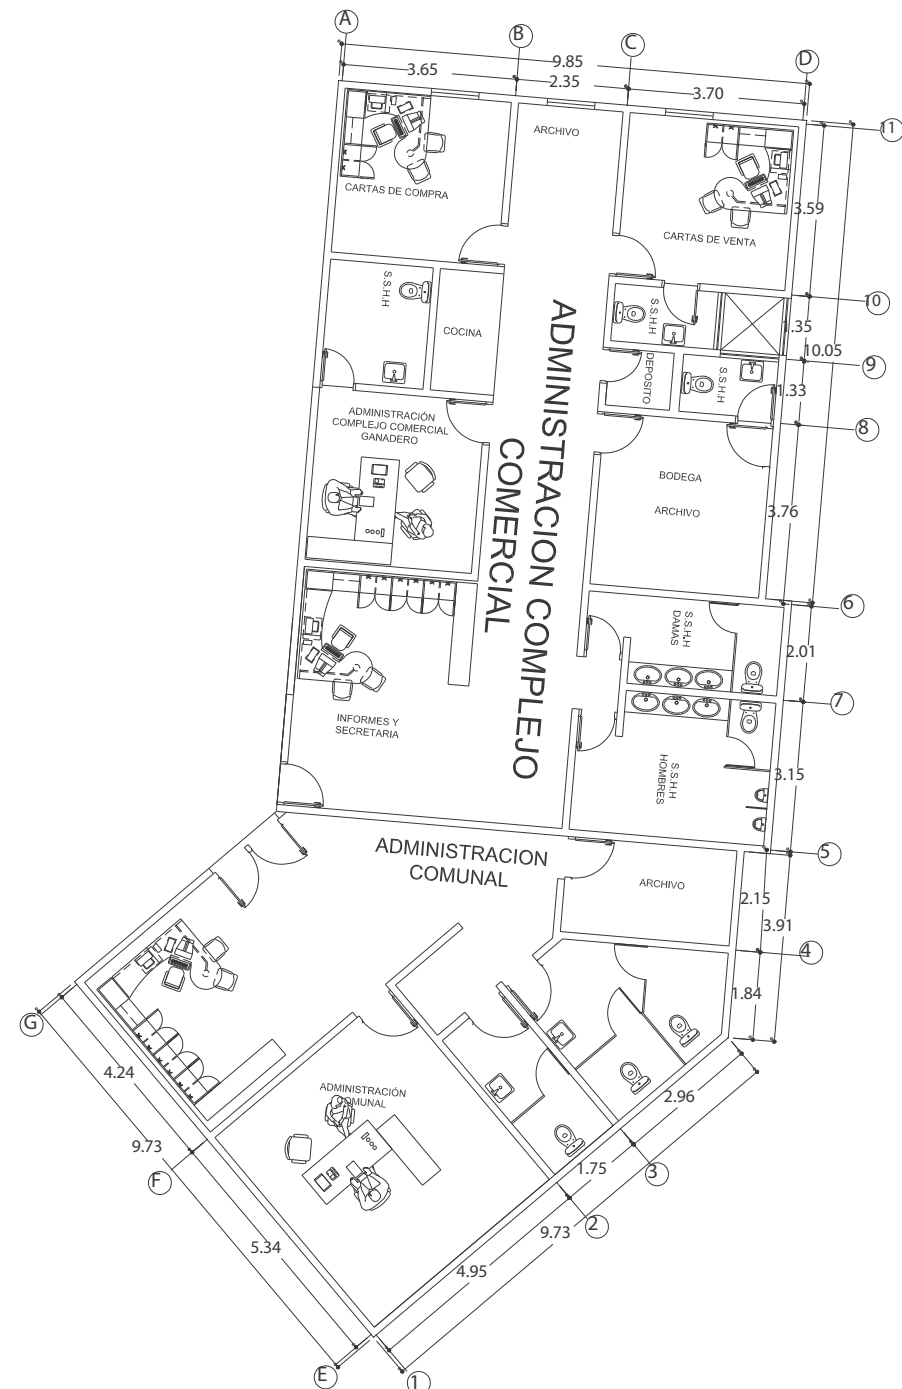 A
B
C
D
9.85
3.65
2.35
3.70
11
ARCHIVO
CARTAS DE COMPRA
3.59
CARTAS DE VENTA
S.S.H.H
S.S.H.H
10
COCINA
1.35
10.05
9
DEPOSITO
S.S.H.H
1.33
8
ADMINISTRACIÓN
COMPLEJO COMERCIAL
GANADERO
ADMINISTRACION COMPLEJO
COMERCIAL
BODEGA
ARCHIVO
3.76
6
S.S.H.H
DAMAS
2.01
7
INFORMES Y
SECRETARIA
S.S.H.H
HOMBRES
3.15
5
ADMINISTRACION
COMUNAL
ARCHIVO
2.15
3.91
4
1.84
G
4.24
9.73
F
ADMINISTRACIÓN
2.96
3
1.75
2
9.73
5.34
4.95
E
1